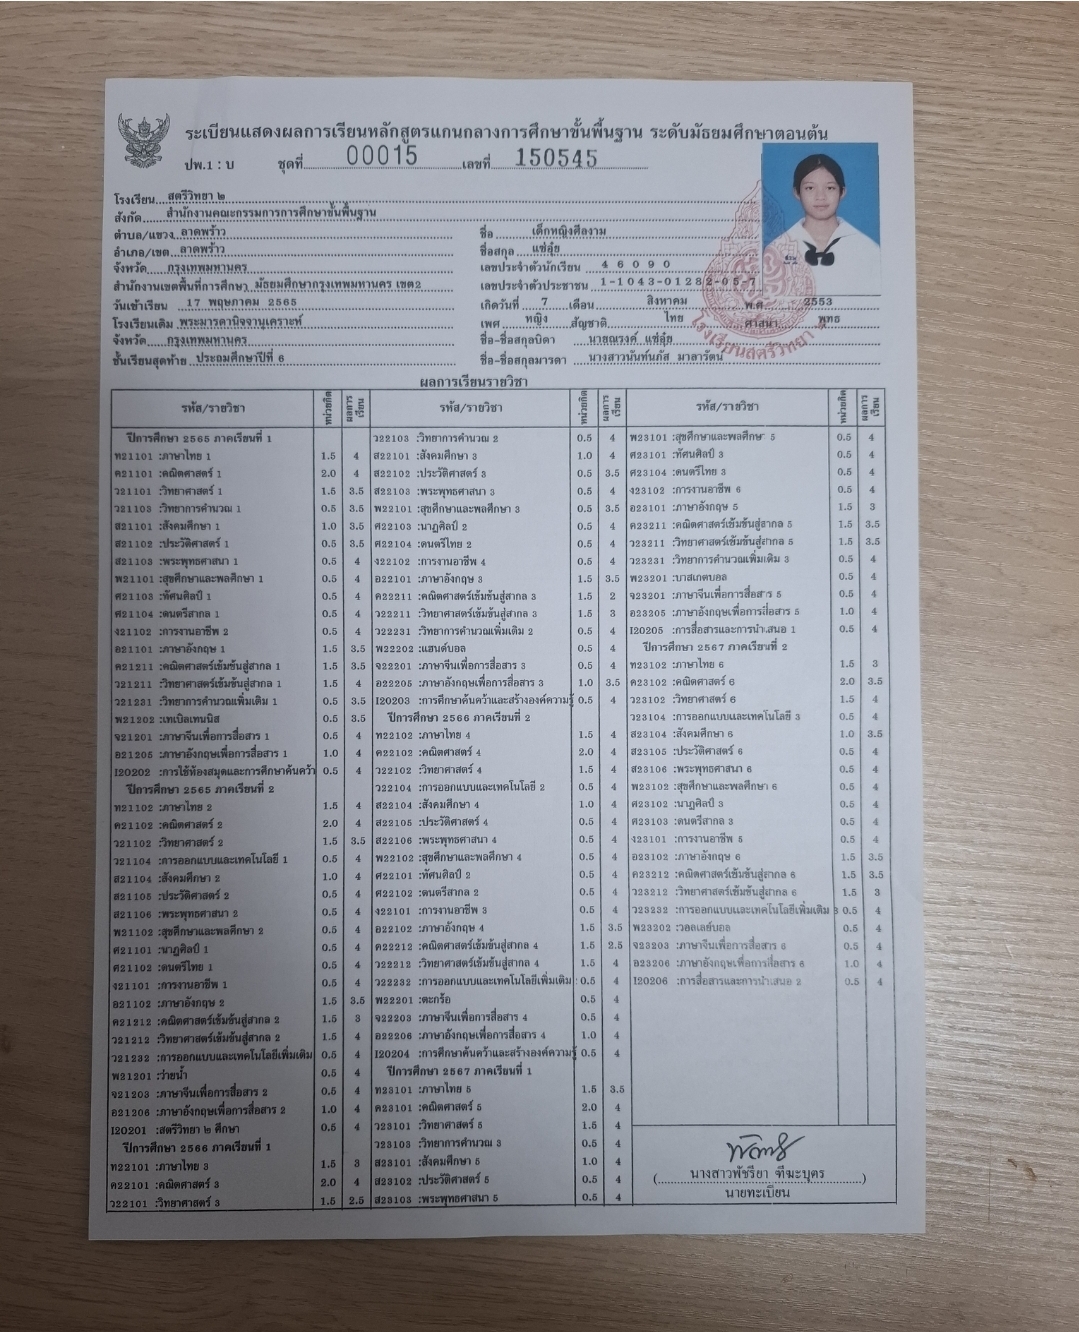 ระเบียนแสดงผลการเรียนหลักสูตรแกนกลางการศึกษาขั้นพื้นฐาน ระดับมัธยมศึกษาตอนต้น
ปพ.1 : บ ชุดที่ 00015 เลขที่ 150545
โรงเรียน สตรีวิทยา ๒
สังกัด สำนักงานคณะกรรมการการศึกษาขั้นพื้นฐาน
ตำบล/แขวง ลาดพร้าว
อำเภอ/เขต ลาดพร้าว
จังหวัด กรุงเทพมหานคร
สำนักงานเขตพื้นที่การศึกษา มัธยมศึกษากรุงเทพมหานคร เขต2
วันเข้าเรียน 17 พฤษภาคม 2565
โรงเรียนเดิม พระมารดานิจจานุเคราะห์
จังหวัด กรุงเทพมหานคร
ชั้นเรียนสุดท้าย ประถมศึกษาปีที่ 6
ชื่อ เด็กหญิงศีลงาม
ชื่อสกุล แซ่อุ๋ย
เลขประจำตัวนักเรียน 4 6 0 9 0
เลขประจำตัวประชาชน 1-1043-01282-05-7
เกิดวันที่ 7 เดือน สิงหาคม พ.ศ. 2553
เพศ หญิง สัญชาติ ไทย ศาสนา พุทธ
ชื่อ-ชื่อสกุลบิดา นายณรงค์ แซ่อุ๋ย
ชื่อ-ชื่อสกุลมารดา นางสาวนันท์นภัส มาลารัตน์
โรงเรียนสตรีวิทยา ๒
ผลการเรียนรายวิชา
รหัส/รายวิชา หน่วยกิต ผลการเรียน
ปีการศึกษา 2565 ภาคเรียนที่ 1
ท21101 :ภาษาไทย 1 1.5 4
ค21101 :คณิตศาสตร์ 1 2.0 4
ว21101 :วิทยาศาสตร์ 1 1.5 3.5
ว21103 :วิทยาการคำนวณ 1 0.5 3.5
ส21101 :สังคมศึกษา 1 1.0 3.5
ส21102 :ประวัติศาสตร์ 1 0.5 3.5
ส21103 :พระพุทธศาสนา 1 0.5 4
พ21101 :สุขศึกษาและพลศึกษา 1 0.5 4
ศ21103 :ทัศนศิลป์ 1 0.5 4
ศ21104 :ดนตรีสากล 1 0.5 4
ง21102 :การงานอาชีพ 2 0.5 4
อ21101 :ภาษาอังกฤษ 1 1.5 3.5
ค21211 :คณิตศาสตร์เข้มข้นสู่สากล 1 1.5 3.5
ว21211 :วิทยาศาสตร์เข้มข้นสู่สากล 1 1.5 4
ว21231 :วิทยาการคำนวณเพิ่มเติม 1 0.5 3.5
พ21202 :เทเบิลเทนนิส 0.5 3.5
จ21201 :ภาษาจีนเพื่อการสื่อสาร 1 0.5 4
อ21205 :ภาษาอังกฤษเพื่อการสื่อสาร 1 1.0 4
I20202 :การใช้ห้องสมุดและการศึกษาค้นคว้า 0.5 4
ปีการศึกษา 2565 ภาคเรียนที่ 2
ท21102 :ภาษาไทย 2 1.5 4
ค21102 :คณิตศาสตร์ 2 2.0 4
ว21102 :วิทยาศาสตร์ 2 1.5 3.5
ว21104 :การออกแบบและเทคโนโลยี 1 0.5 4
ส21104 :สังคมศึกษา 2 1.0 4
ส21105 :ประวัติศาสตร์ 2 0.5 4
ส21106 :พระพุทธศาสนา 2 0.5 4
พ21102 :สุขศึกษาและพลศึกษา 2 0.5 4
ศ21101 :นาฏศิลป์ 1 0.5 4
ศ21102 :ดนตรีไทย 1 0.5 4
ง21101 :การงานอาชีพ 1 0.5 4
อ21102 :ภาษาอังกฤษ 2 1.5 3.5
ค21212 :คณิตศาสตร์เข้มข้นสู่สากล 2 1.5 3
ว21212 :วิทยาศาสตร์เข้มข้นสู่สากล 2 1.5 4
ว21232 :การออกแบบและเทคโนโลยีเพิ่มเติม 0.5 4
พ21201 :ว่ายน้ำ 0.5 4
จ21203 :ภาษาจีนเพื่อการสื่อสาร 2 0.5 4
อ21206 :ภาษาอังกฤษเพื่อการสื่อสาร 2 1.0 4
I20201 :สตรีวิทยา ๒ ศึกษา 0.5 4
ปีการศึกษา 2566 ภาคเรียนที่ 1
ท22101 :ภาษาไทย 3 1.5 3
ค22101 :คณิตศาสตร์ 3 2.0 4
ว22101 :วิทยาศาสตร์ 3 1.5 2.5
รหัส/รายวิชา หน่วยกิต ผลการเรียน
ว22103 :วิทยาการคำนวณ 2 0.5 4
ส22101 :สังคมศึกษา 3 1.0 4
ส22102 :ประวัติศาสตร์ 3 0.5 3.5
ส22103 :พระพุทธศาสนา 3 0.5 4
พ22101 :สุขศึกษาและพลศึกษา 3 0.5 3.5
ศ22103 :นาฏศิลป์ 2 0.5 4
ศ22104 :ดนตรีไทย 2 0.5 4
ง22102 :การงานอาชีพ 4 0.5 4
อ22101 :ภาษาอังกฤษ 3 1.5 3.5
ค22211 :คณิตศาสตร์เข้มข้นสู่สากล 3 1.5 2
ว22211 :วิทยาศาสตร์เข้มข้นสู่สากล 3 1.5 3
ว22231 :วิทยาการคำนวณเพิ่มเติม 2 0.5 4
พ22202 :แฮนด์บอล 0.5 4
จ22201 :ภาษาจีนเพื่อการสื่อสาร 3 0.5 4
อ22205 :ภาษาอังกฤษเพื่อการสื่อสาร 3 1.0 3.5
I20203 :การศึกษาค้นคว้าและสร้างองค์ความรู้ 0.5 4
ปีการศึกษา 2566 ภาคเรียนที่ 2
ท22102 :ภาษาไทย 4 1.5 4
ค22102 :คณิตศาสตร์ 4 2.0 4
ว22102 :วิทยาศาสตร์ 4 1.5 4
ว22104 :การออกแบบและเทคโนโลยี 2 0.5 4
ส22104 :สังคมศึกษา 4 1.0 4
ส22105 :ประวัติศาสตร์ 4 0.5 4
ส22106 :พระพุทธศาสนา 4 0.5 4
พ22102 :สุขศึกษาและพลศึกษา 4 0.5 4
ศ22101 :ทัศนศิลป์ 2 0.5 4
ศ22102 :ดนตรีสากล 2 0.5 4
ง22101 :การงานอาชีพ 3 0.5 4
อ22102 :ภาษาอังกฤษ 4 1.5 3.5
ค22212 :คณิตศาสตร์เข้มข้นสู่สากล 4 1.5 2.5
ว22212 :วิทยาศาสตร์เข้มข้นสู่สากล 4 1.5 4
ว22232 :การออกแบบและเทคโนโลยีเพิ่มเติม 0.5 4
พ22201 :ตะกร้อ 0.5 4
จ22203 :ภาษาจีนเพื่อการสื่อสาร 4 0.5 4
อ22206 :ภาษาอังกฤษเพื่อการสื่อสาร 4 1.0 4
I20204 :การศึกษาค้นคว้าและสร้างองค์ความรู้ 0.5 4
ปีการศึกษา 2567 ภาคเรียนที่ 1
ท23101 :ภาษาไทย 5 1.5 3.5
ค23101 :คณิตศาสตร์ 5 2.0 4
ว23101 :วิทยาศาสตร์ 5 1.5 4
ว23103 :วิทยาการคำนวณ 3 0.5 4
ส23101 :สังคมศึกษา 5 1.0 4
ส23102 :ประวัติศาสตร์ 5 0.5 4
ส23103 :พระพุทธศาสนา 5 0.5 4
รหัส/รายวิชา หน่วยกิต ผลการเรียน
พ23101 :สุขศึกษาและพลศึกษา 5 0.5 4
ศ23101 :ทัศนศิลป์ 3 0.5 4
ศ23104 :ดนตรีไทย 3 0.5 4
ง23102 :การงานอาชีพ 6 0.5 4
อ23101 :ภาษาอังกฤษ 5 1.5 3
ค23211 :คณิตศาสตร์เข้มข้นสู่สากล 5 1.5 3.5
ว23211 :วิทยาศาสตร์เข้มข้นสู่สากล 5 1.5 3.5
ว23231 :วิทยาการคำนวณเพิ่มเติม 3 0.5 4
พ23201 :บาสเกตบอล 0.5 4
จ23201 :ภาษาจีนเพื่อการสื่อสาร 5 0.5 4
อ23205 :ภาษาอังกฤษเพื่อการสื่อสาร 5 1.0 4
I20205 :การสื่อสารและการนำเสนอ 1 0.5 4
ปีการศึกษา 2567 ภาคเรียนที่ 2
ท23102 :ภาษาไทย 6 1.5 3
ค23102 :คณิตศาสตร์ 6 2.0 3.5
ว23102 :วิทยาศาสตร์ 6 1.5 4
ว23104 :การออกแบบและเทคโนโลยี 3 0.5 4
ส23104 :สังคมศึกษา 6 1.0 3.5
ส23105 :ประวัติศาสตร์ 6 0.5 4
ส23106 :พระพุทธศาสนา 6 0.5 4
พ23102 :สุขศึกษาและพลศึกษา 6 0.5 4
ศ23102 :นาฏศิลป์ 3 0.5 4
ศ23103 :ดนตรีสากล 3 0.5 4
ง23101 :การงานอาชีพ 5 0.5 4
อ23102 :ภาษาอังกฤษ 6 1.5 3.5
ค23212 :คณิตศาสตร์เข้มข้นสู่สากล 6 1.5 3.5
ว23212 :วิทยาศาสตร์เข้มข้นสู่สากล 6 1.5 3
ว23232 :การออกแบบและเทคโนโลยีเพิ่มเติม 3 0.5 4
พ23202 :วอลเลย์บอล 0.5 4
จ23203 :ภาษาจีนเพื่อการสื่อสาร 6 0.5 4
อ23206 :ภาษาอังกฤษเพื่อการสื่อสาร 6 1.0 4
I20206 :การสื่อสารและการนำเสนอ 2 0.5 4
(นางสาวพัชรียา ทีฆะบุตร)
นายทะเบียน